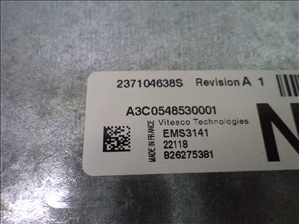 237104638S Revision A 1
A3C0548530001
Vitesco Technologies
MADE IN FRANCE
EMS3141
22118
826275381
N